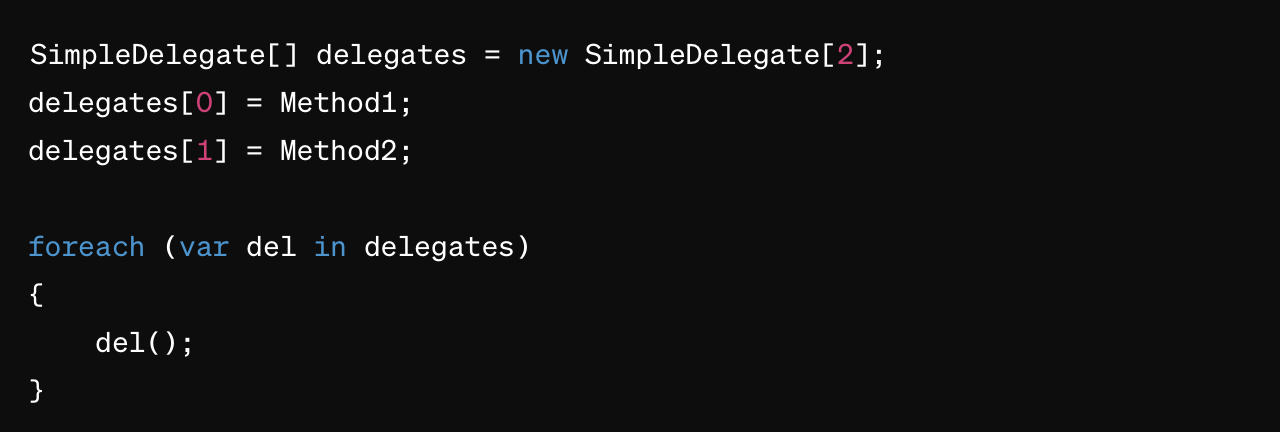 SimpleDelegate[] delegates = new SimpleDelegate[2];
delegates[0] = Method1;
delegates[1] = Method2;

foreach (var del in delegates)
{
    del();
}